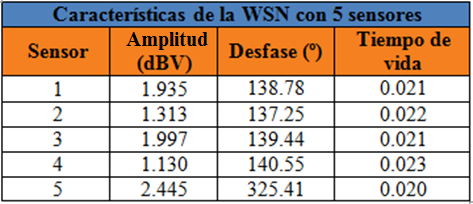 Características de la WSN con 5 sensores
Sensor Amplitud (dBV) Desfase (º) Tiempo de vida
1 1.935 138.78 0.021
2 1.313 137.25 0.022
3 1.997 139.44 0.021
4 1.130 140.55 0.023
5 2.445 325.41 0.020